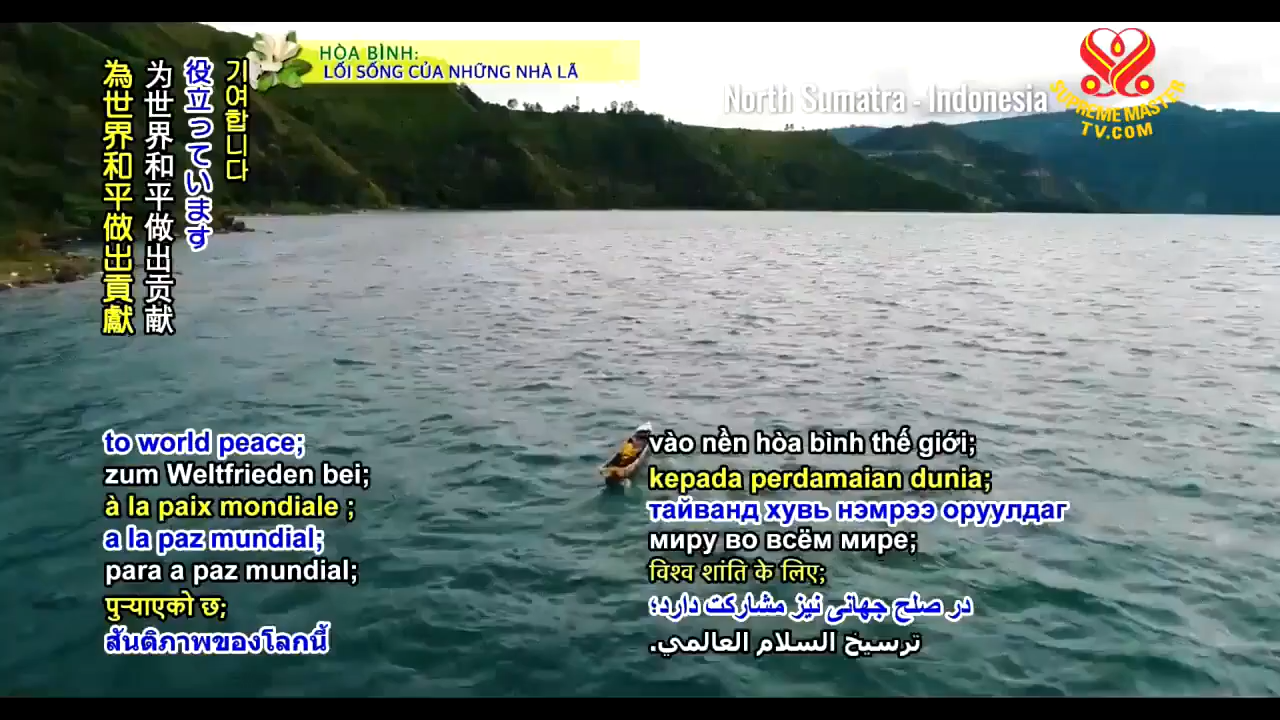 HÒA BÌNH:
LỐI SỐNG CỦA NHỮNG NHÀ LÃ
North Sumatra - Indonesia
SUPREME MASTER
TV.COM
기여합니다
役立っています
为世界和平做出贡献
為世界和平做出貢獻
to world peace;
zum Weltfrieden bei;
à la paix mondiale ;
a la paz mundial;
para a paz mundial;
पुऱ्याएको छ;
สันติภาพของโลกนี้
vào nền hòa bình thế giới;
kepada perdamaian dunia;
тайванд хувь нэмрээ оруулдаг
миру во всём мире;
विश्व शांति के लिए;
در صلح جهانی نیز مشارکت دارد؛
ترسيخ السلام العالمي.